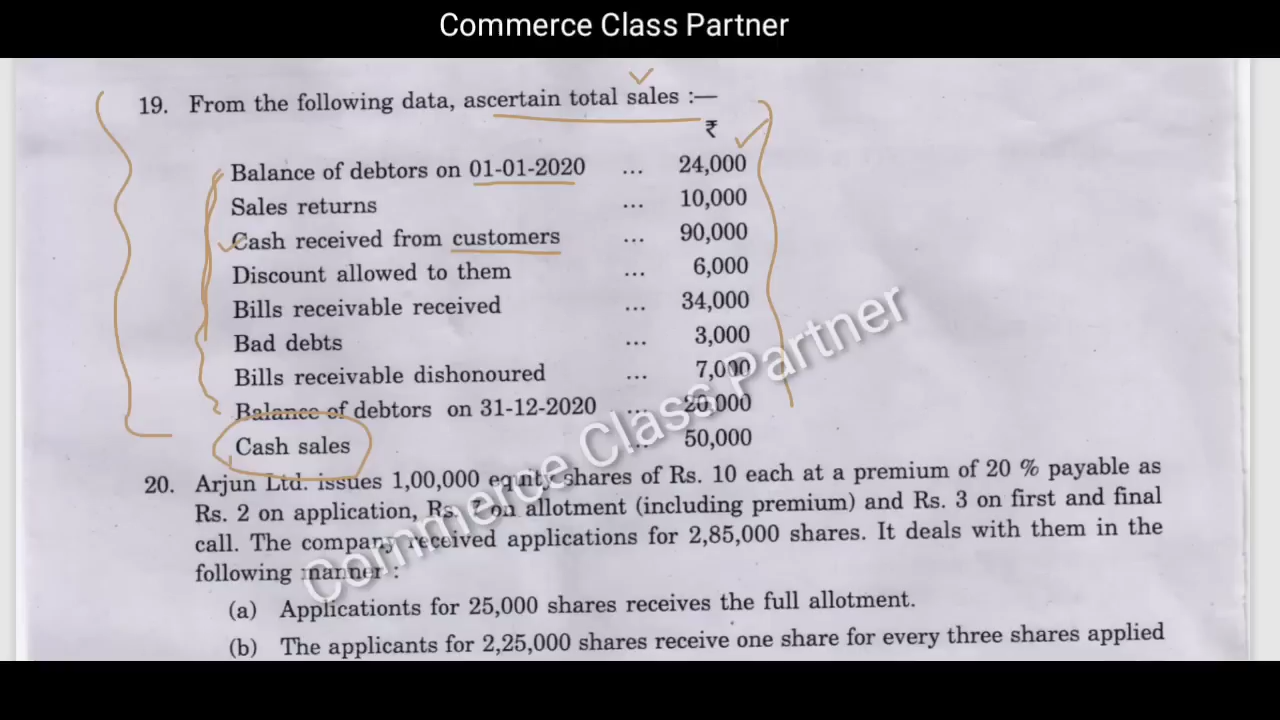 Commerce Class Partner
19. From the following data, ascertain total sales :—
₹
Balance of debtors on 01-01-2020 ... 24,000
Sales returns ... 10,000
Cash received from customers ... 90,000
Discount allowed to them ... 6,000
Bills receivable received ... 34,000
Bad debts ... 3,000
Bills receivable dishonoured ... 7,000
Balance of debtors on 31-12-2020 ... 20,000
Cash sales ... 50,000
Commerce Class Partner
20. Arjun Ltd. issues 1,00,000 equity shares of Rs. 10 each at a premium of 20 % payable as
Rs. 2 on application, Rs. 7 on allotment (including premium) and Rs. 3 on first and final
call. The company received applications for 2,85,000 shares. It deals with them in the
following manner :
(a) Applicationts for 25,000 shares receives the full allotment.
(b) The applicants for 2,25,000 shares receive one share for every three shares applied